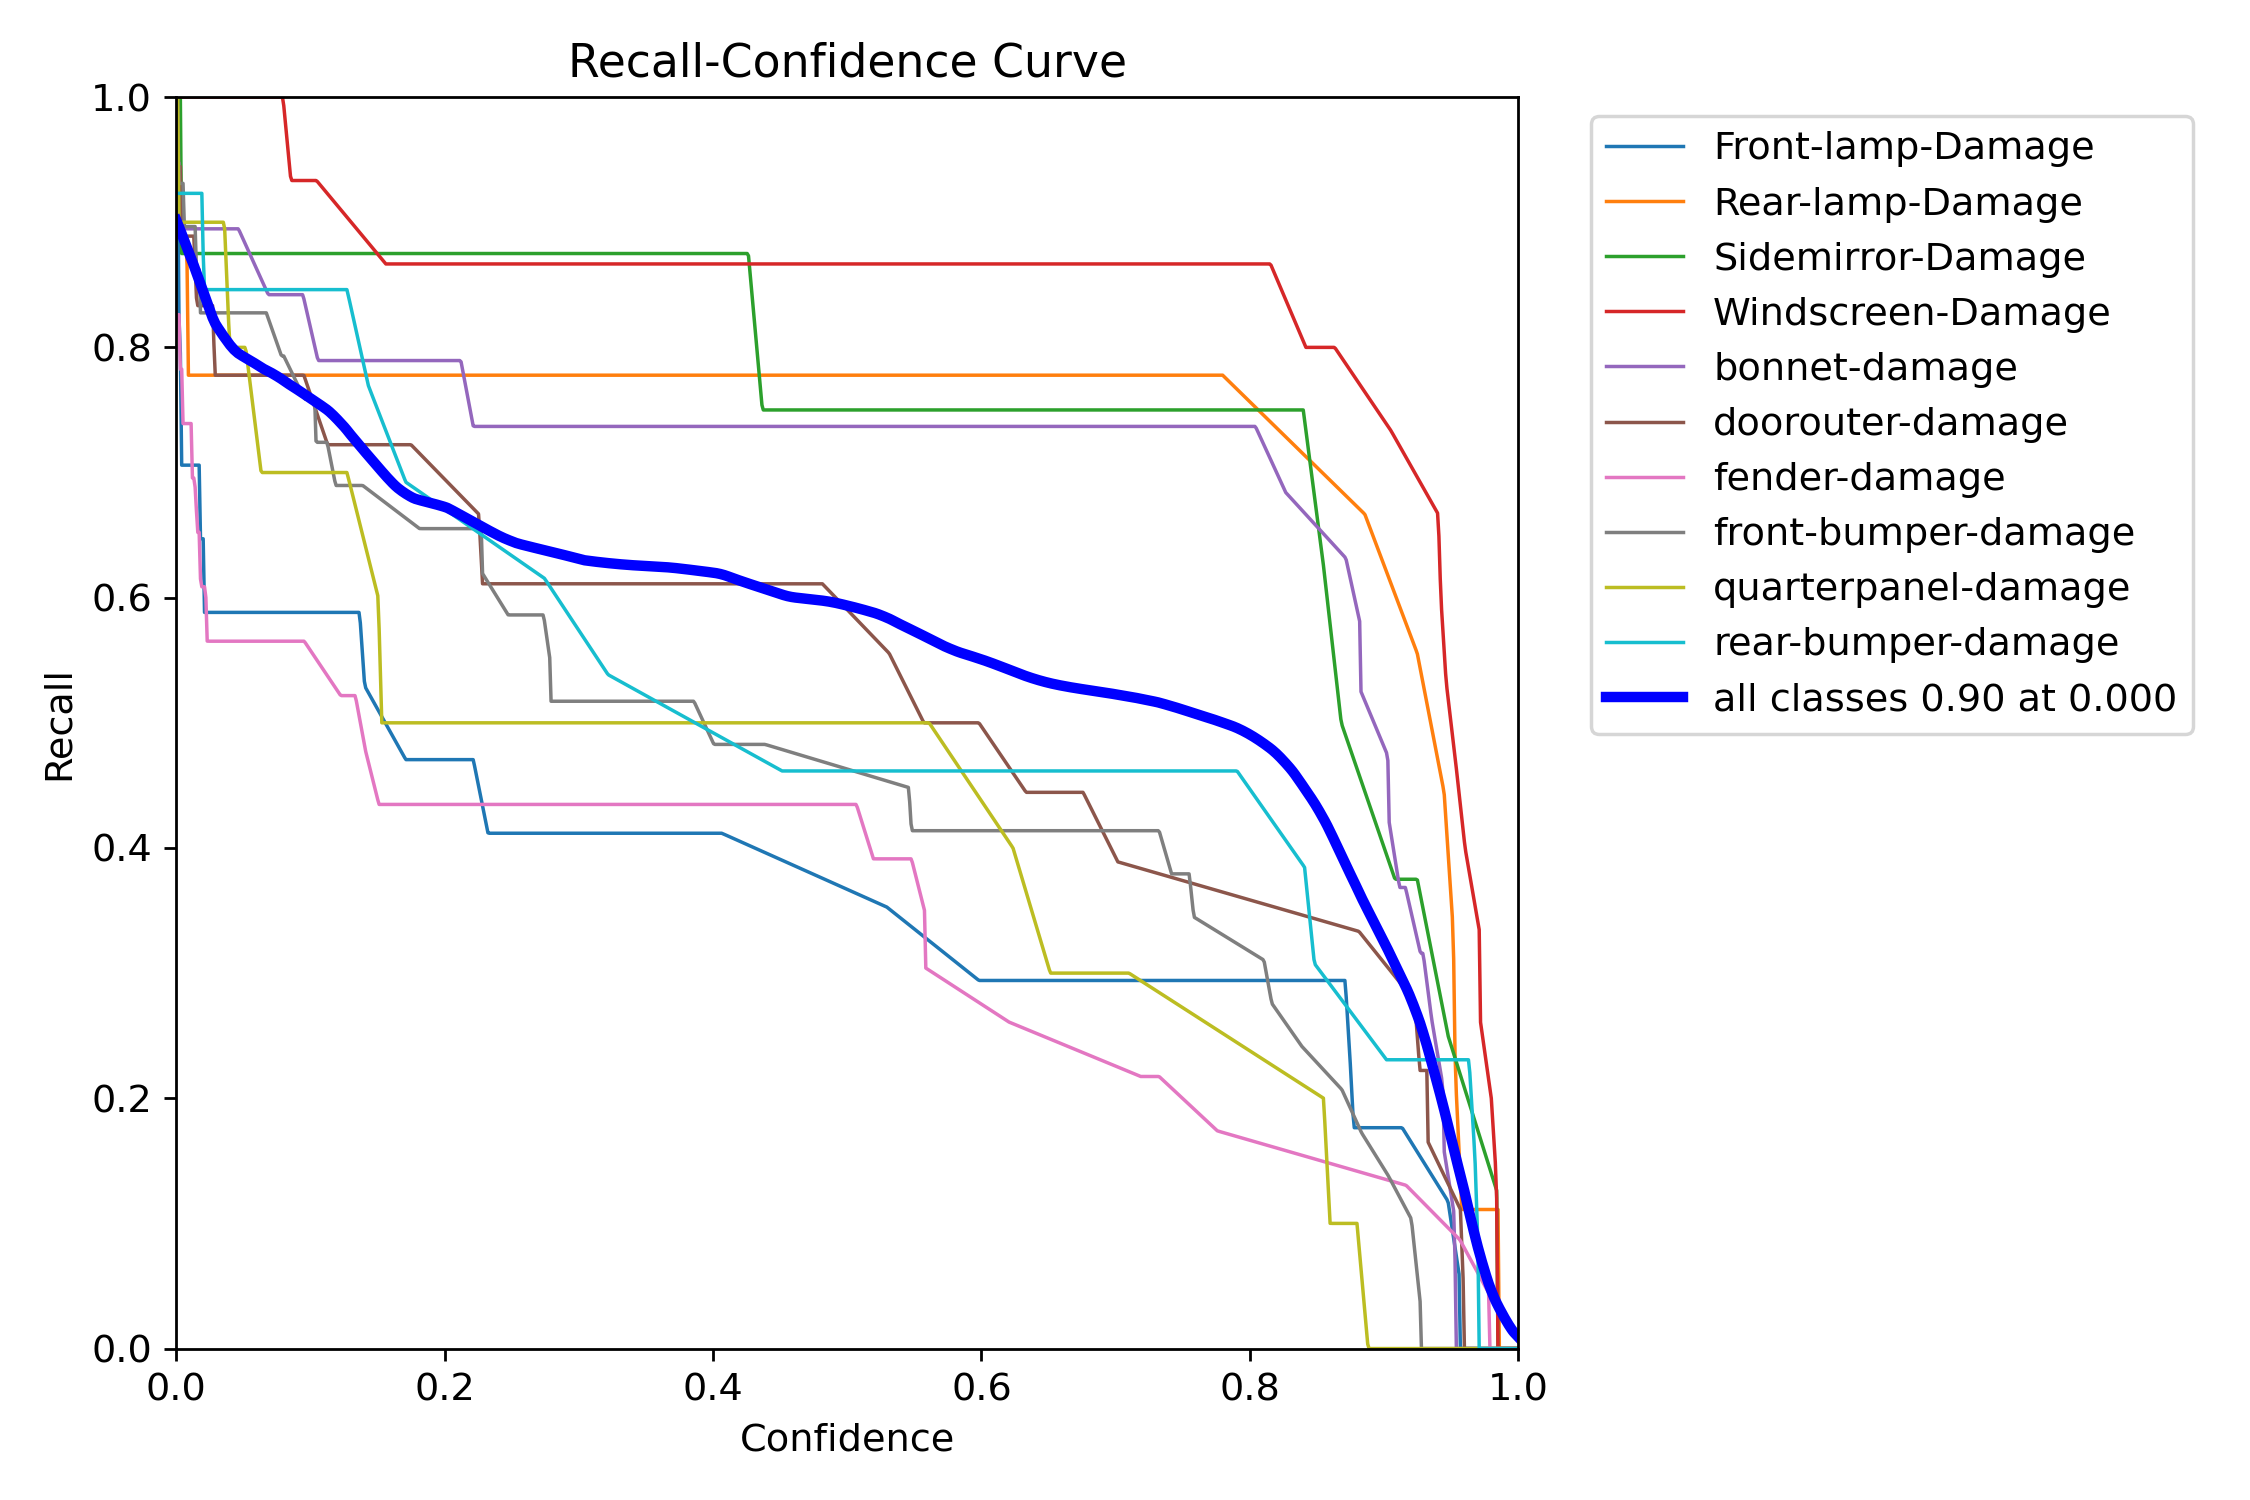 Recall-Confidence Curve
1.0
0.8
0.6
0.4
0.2
0.0
Recall
0.0 0.2 0.4 0.6 0.8 1.0
Confidence
Front-lamp-Damage
Rear-lamp-Damage
Sidemirror-Damage
Windscreen-Damage
bonnet-damage
doorouter-damage
fender-damage
front-bumper-damage
quarterpanel-damage
rear-bumper-damage
all classes 0.90 at 0.000